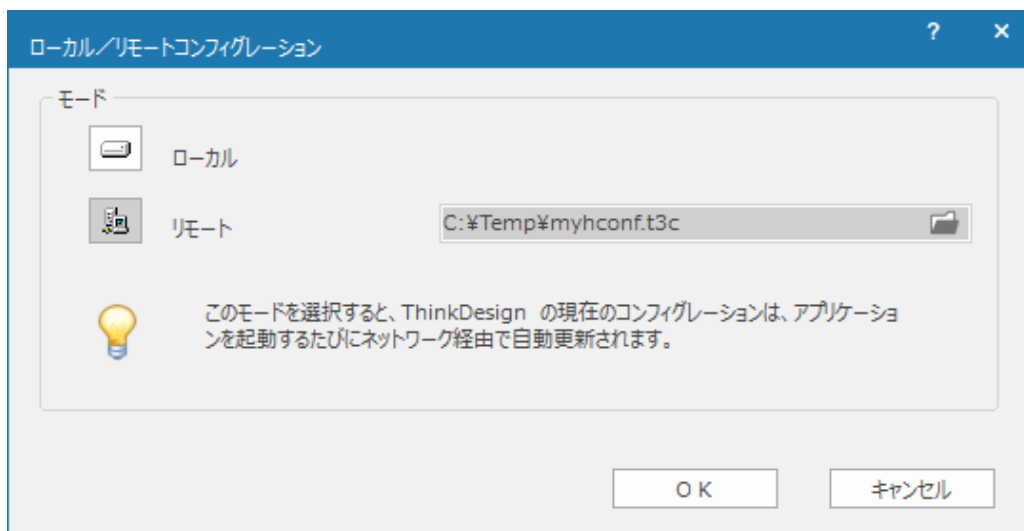 ローカル／リモートコンフィグレーション
? ×
モード
ローカル
リモート C:¥Temp¥myhconf.t3c
このモードを選択すると、ThinkDesign の現在のコンフィグレーションは、アプリケーショ
ンを起動するたびにネットワーク経由で自動更新されます。
OK キャンセル